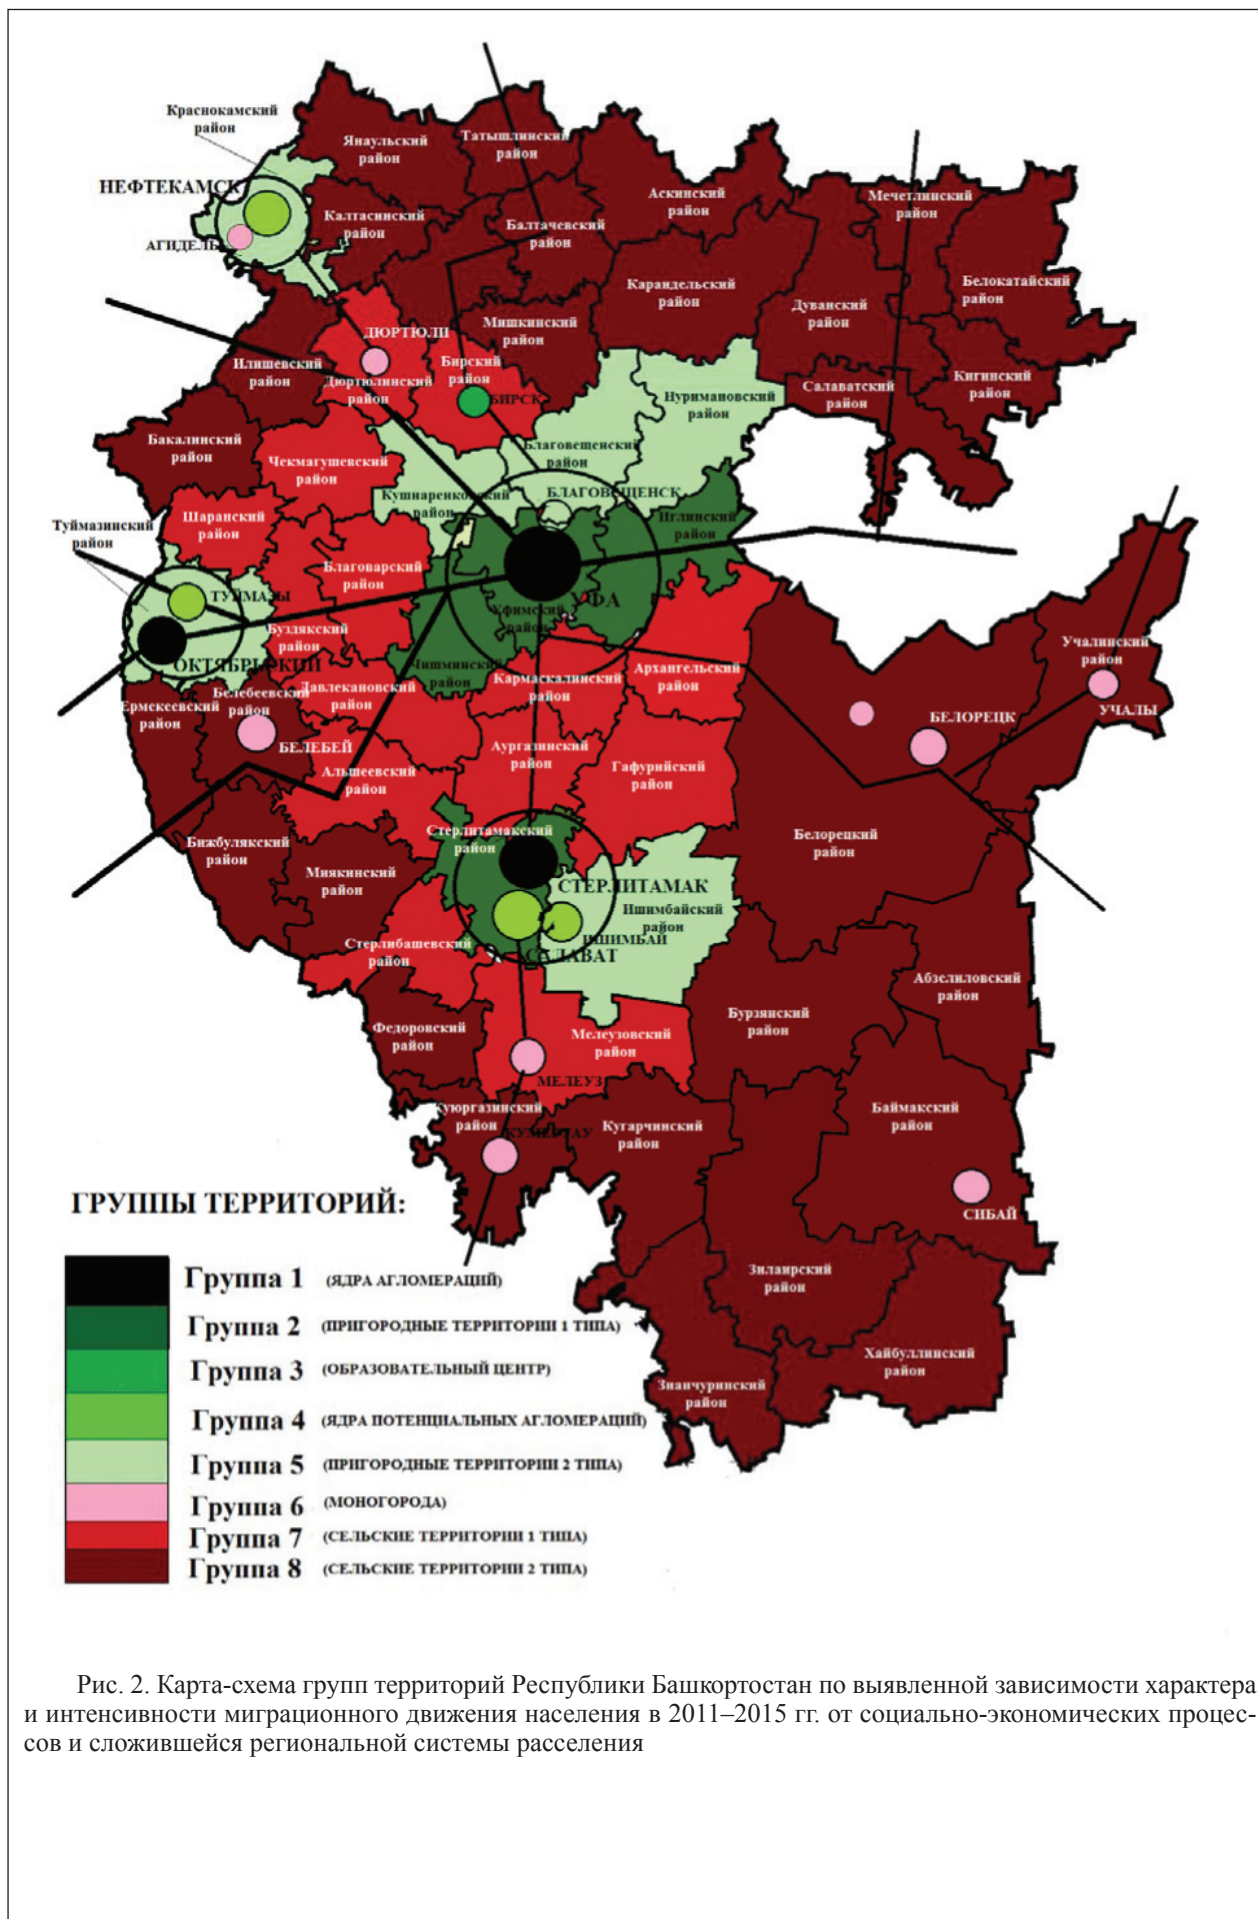 Краснокамский
район
Янаульский
район
Татышлинский
район
НЕФТЕКАМСК
Аскинский
район
Мечетлинский
район
Калтасинский
район
Балтачевский
район
АГИДЕЛЬ
Караидельский
район
Белокатайский
район
Дуванский
район
ДЮРТЮЛИ
Мишкинский
район
Илишевский
район
Бирский
район
Дюртюлинский
район
БИРСК
Нуримановский
район
Салаватский
район
Кигинский
район
Бакалинский
район
Благовещенский
район
Чекмагушевский
район
Кушнаренковский
район
БЛАГОВЕЩЕНСК
Шаранский
район
Иглинский
район
Туймазинский
район
Благоварский
район
ТУЙМАЗЫ
УФА
Уфимский
район
Буздякский
район
ОКТЯБРЬСКИЙ
Чишминский
район
Учалинский
район
Архангельский
район
Кармаскалинский
район
Давлекановский
район
Белебеевский
район
Ермекеевский
район
УЧАЛЫ
БЕЛОРЕЦК
БЕЛЕБЕЙ
Аургазинский
район
Альшеевский
район
Гафурийский
район
Стерлитамакский
район
Белорецкий
район
Бижбулякский
район
Миякинский
район
СТЕРЛИТАМАК
Ишимбайский
район
ИШИМБАЙ
САЛАВАТ
Стерлибашевский
район
Абзелиловский
район
Бурзянский
район
Федоровский
район
Мелеузовский
район
МЕЛЕУЗ
Куюргазинский
район
КУМЕРТАУ
Кугарчинский
район
Баймакский
район
СИБАЙ
Зилаирский
район
Хайбуллинский
район
Зианчуринский
район
ГРУППЫ ТЕРРИТОРИЙ:
Группа 1 (ЯДРА АГЛОМЕРАЦИЙ)
Группа 2 (ПРИГОРОДНЫЕ ТЕРРИТОРИИ 1 ТИПА)
Группа 3 (ОБРАЗОВАТЕЛЬНЫЙ ЦЕНТР)
Группа 4 (ЯДРА ПОТЕНЦИАЛЬНЫХ АГЛОМЕРАЦИЙ)
Группа 5 (ПРИГОРОДНЫЕ ТЕРРИТОРИИ 2 ТИПА)
Группа 6 (МОНОГОРОДА)
Группа 7 (СЕЛЬСКИЕ ТЕРРИТОРИИ 1 ТИПА)
Группа 8 (СЕЛЬСКИЕ ТЕРРИТОРИИ 2 ТИПА)
Рис. 2. Карта-схема групп территорий Республики Башкортостан по выявленной зависимости характера
и интенсивности миграционного движения населения в 2011–2015 гг. от социально-экономических процес-
сов и сложившейся региональной системы расселения